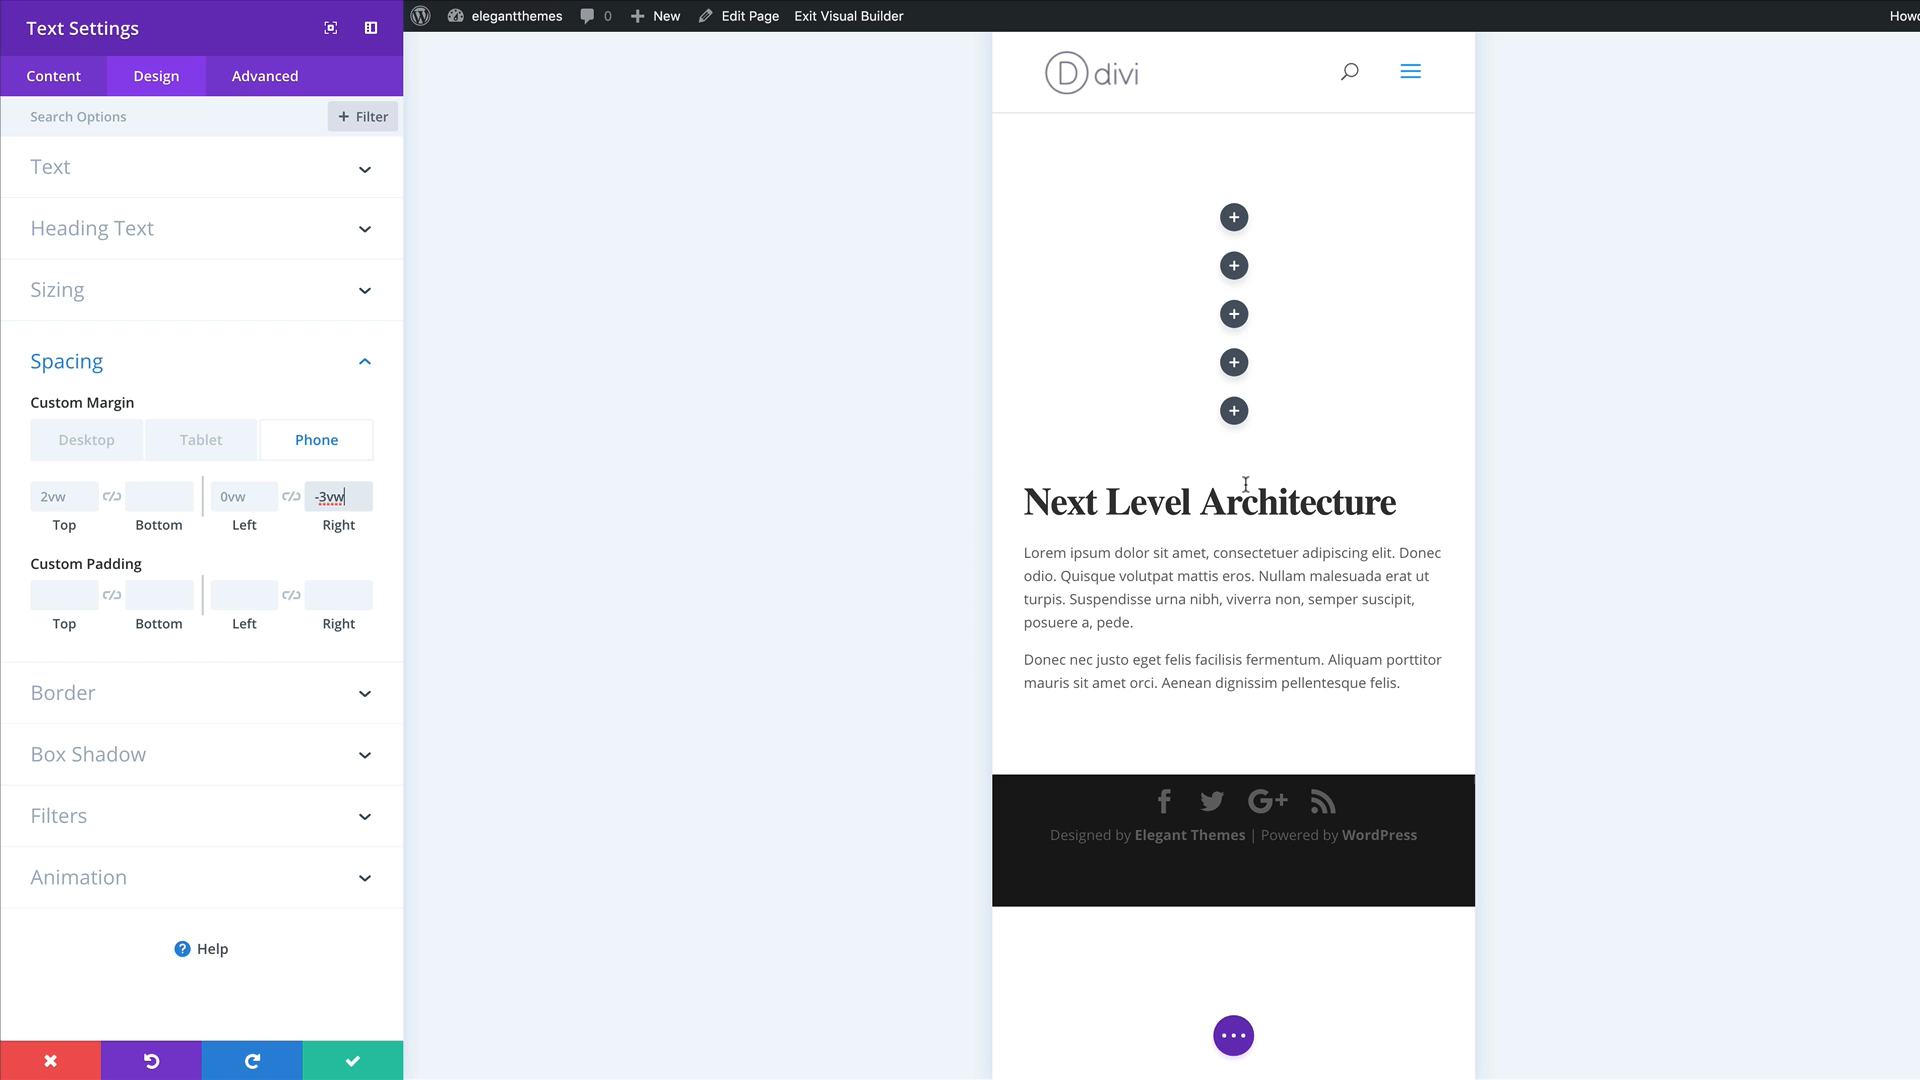 Text Settings
Content Design Advanced
Search Options + Filter
Text
Heading Text
Sizing
Spacing
Custom Margin
Desktop Tablet Phone
2vw 0vw -3vw
Top Bottom Left Right
Custom Padding
Top Bottom Left Right
Border
Box Shadow
Filters
Animation
? Help
elegantthemes 0 + New Edit Page Exit Visual Builder Howd
D divi
Next Level Architecture
Lorem ipsum dolor sit amet, consectetuer adipiscing elit. Donec
odio. Quisque volutpat mattis eros. Nullam malesuada erat ut
turpis. Suspendisse urna nibh, viverra non, semper suscipit,
posuere a, pede.
Donec nec justo eget felis facilisis fermentum. Aliquam porttitor
mauris sit amet orci. Aenean dignissim pellentesque felis.
G+
Designed by Elegant Themes | Powered by WordPress